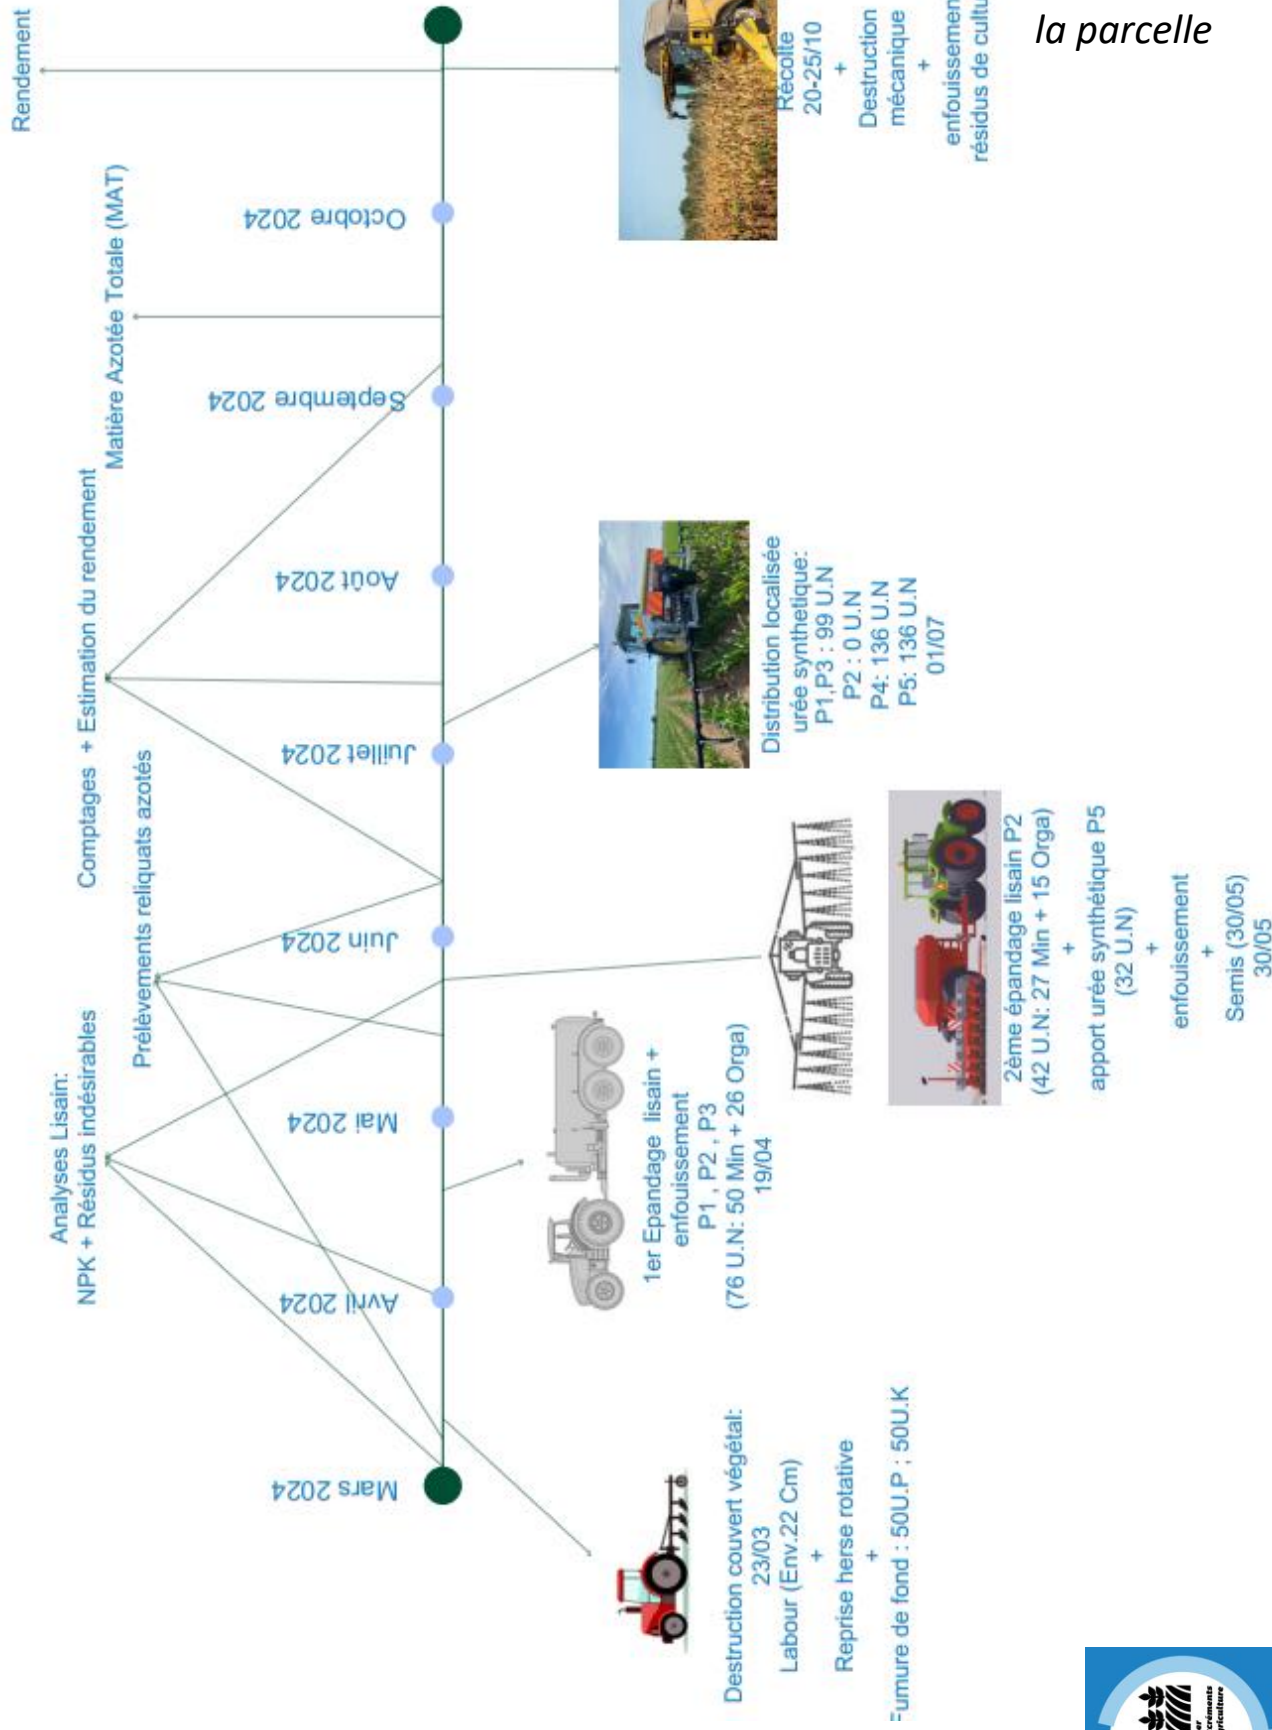 la parcelle
Analyses Lisain:
NPK + Résidus indésirables
Prélèvements reliquats azotés
Comptages + Estimation du rendement
Matière Azotée Totale (MAT)
Rendement
Mars 2024
Avril 2024
Mai 2024
Juin 2024
Juillet 2024
Août 2024
Septembre 2024
Octobre 2024
Destruction couvert végétal:
23/03
Labour (Env.22 Cm)
+
Reprise herse rotative
+
Fumure de fond : 50U.P ; 50U.K
1er Epandage lisain +
enfouissement
P1 , P2 , P3
(76 U.N: 50 Min + 26 Orga)
19/04
2ème épandage lisain P2
(42 U.N: 27 Min + 15 Orga)
+
apport urée synthétique P5
(32 U.N)
+
enfouissement
+
Semis (30/05)
30/05
Distribution localisée
urée synthetique:
P1,P3 : 99 U.N
P2 : 0 U.N
P4: 136 U.N
P5: 136 U.N
01/07
Récolte
20-25/10
+
Destruction
mécanique
+
enfouissemen
résidus de cultu